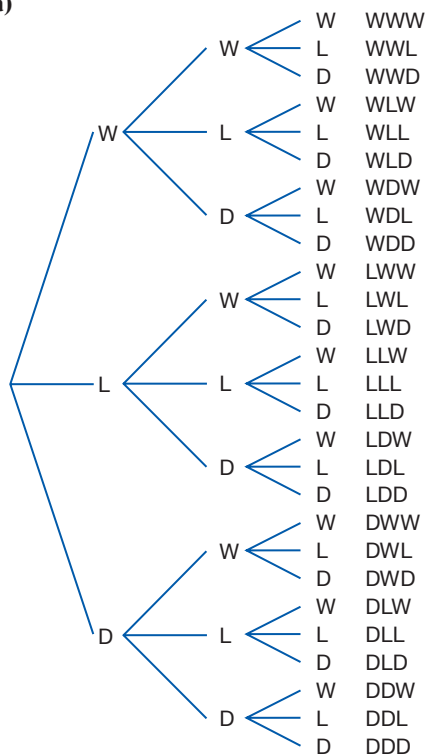 a)
W WWW
W L WWL
D WWD
W WLW
W L L WLL
D WLD
W WDW
D L WDL
D WDD
W LWW
W L LWL
D LWD
W LLW
L L L LLL
D LLD
W LDW
D L LDL
D LDD
W DWW
W L DWL
D DWD
W DLW
D L L DLL
D DLD
W DDW
D L DDL
D DDD